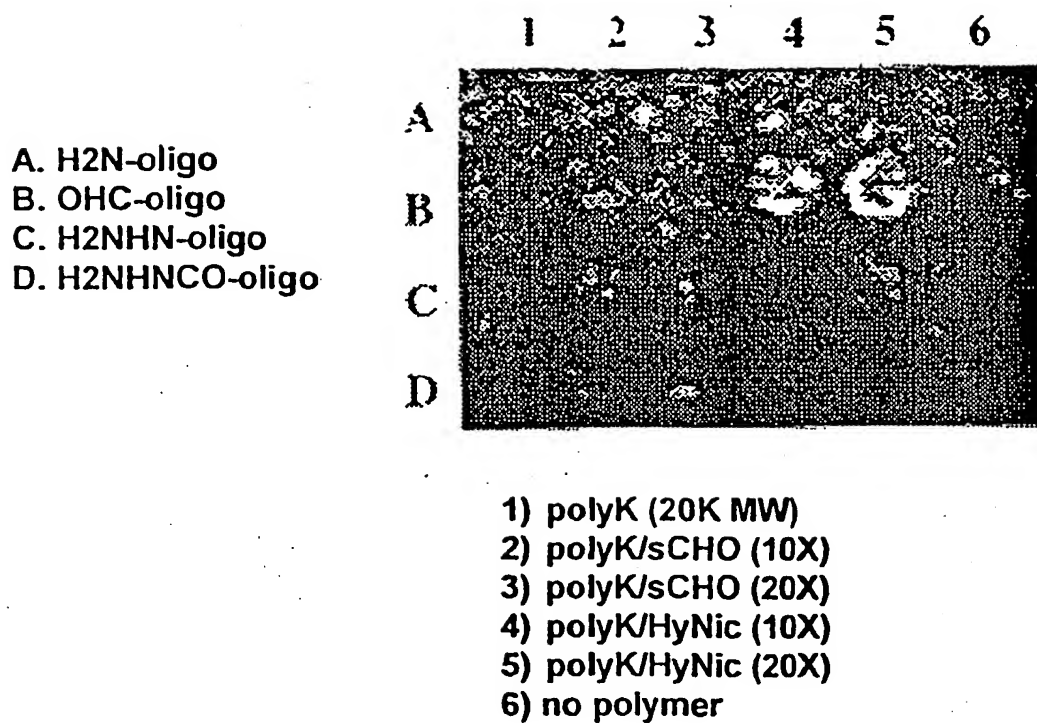 1 2 3 4 5 6
A
B
C
D
A. H2N-oligo
B. OHC-oligo
C. H2NHN-oligo
D. H2NHNCO-oligo
1) polyK (20K MW)
2) polyK/sCHO (10X)
3) polyK/sCHO (20X)
4) polyK/HyNic (10X)
5) polyK/HyNic (20X)
6) no polymer